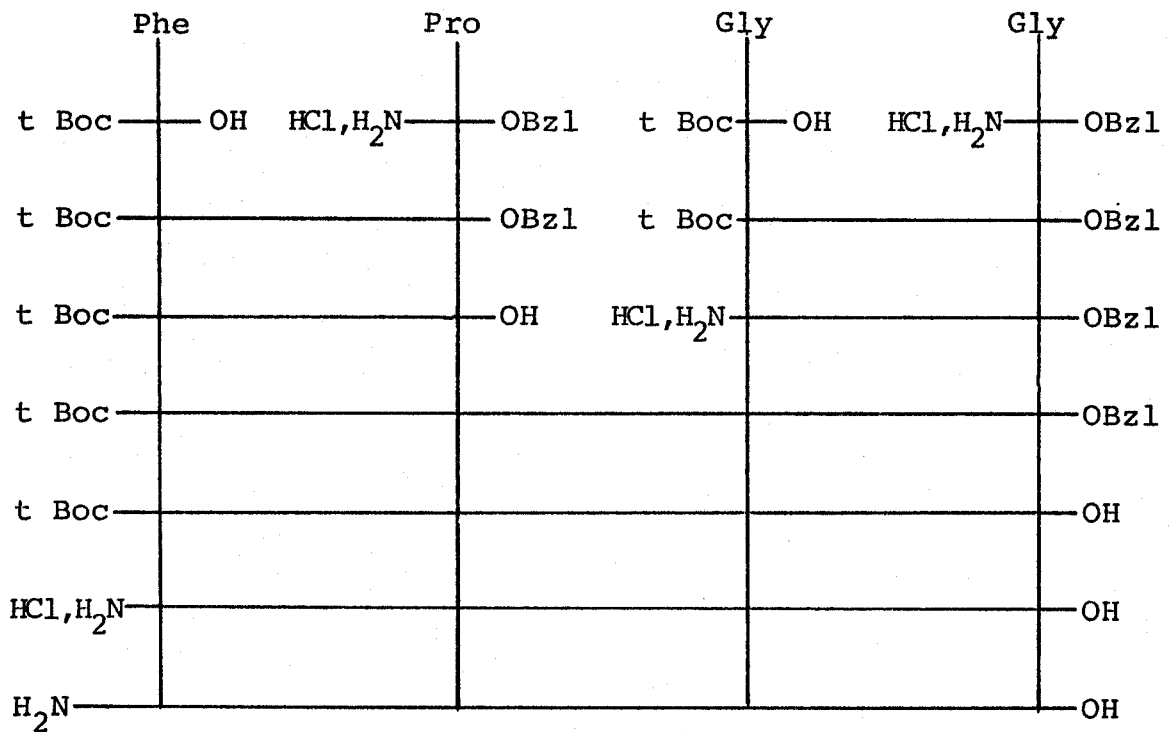 Phe Pro Gly Gly
t Boc OH HCl,H2N OBzl t Boc OH HCl,H2N OBzl
t Boc OBzl t Boc OBzl
t Boc OH HCl,H2N OBzl
t Boc OBzl
t Boc OH
HCl,H2N OH
H2N OH